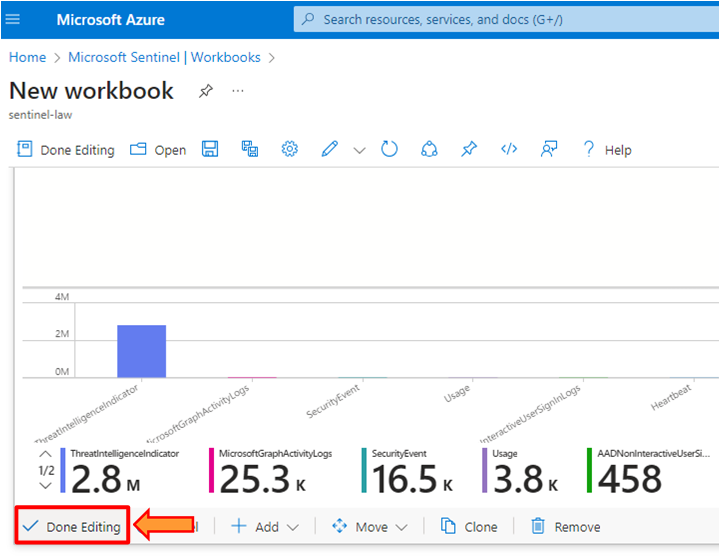 Microsoft Azure
Search resources, services, and docs (G+/)
Home > Microsoft Sentinel | Workbooks >
New workbook
sentinel-law
Done Editing Open Help
4M
2M
0M
ThreatIntelligenceIndicator
MicrosoftGraphActivityLogs
SecurityEvent
Usage
InteractiveUserSignInLogs
Heartbeat
1/2
ThreatIntelligenceIndicator MicrosoftGraphActivityLogs SecurityEvent Usage AADNonInteractiveUserSi...
2.8 M 25.3 K 16.5 K 3.8 K 458
Done Editing Add Move Clone Remove